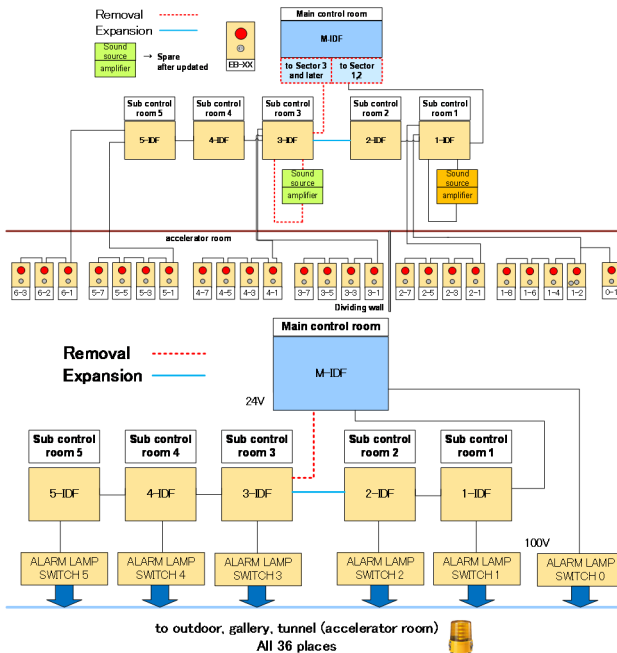 Removal
Expansion
Main control room
M-IDF
to Sector 3
and later
to Sector
1,2
Sound
source
amplifier
→ Spare
after updated
EB-XX
Sub control
room 5
Sub control
room 4
Sub control
room 3
Sub control
room 2
Sub control
room 1
5-IDF
4-IDF
3-IDF
2-IDF
1-IDF
Sound
source
amplifier
Sound
source
amplifier
accelerator room
6-3
6-2
6-1
5-7
5-5
5-3
5-1
4-7
4-5
4-3
4-1
3-7
3-5
3-3
3-1
2-7
2-5
2-3
2-1
1-8
1-6
1-4
1-2
0-1
Dividing wall
Main control room
Removal
Expansion
M-IDF
24V
Sub control
room 5
Sub control
room 4
Sub control
room 3
Sub control
room 2
Sub control
room 1
5-IDF
4-IDF
3-IDF
2-IDF
1-IDF
100V
ALARM LAMP
SWITCH 5
ALARM LAMP
SWITCH 4
ALARM LAMP
SWITCH 3
ALARM LAMP
SWITCH 2
ALARM LAMP
SWITCH 1
ALARM LAMP
SWITCH 0
to outdoor, gallery, tunnel (accelerator room)
All 36 places